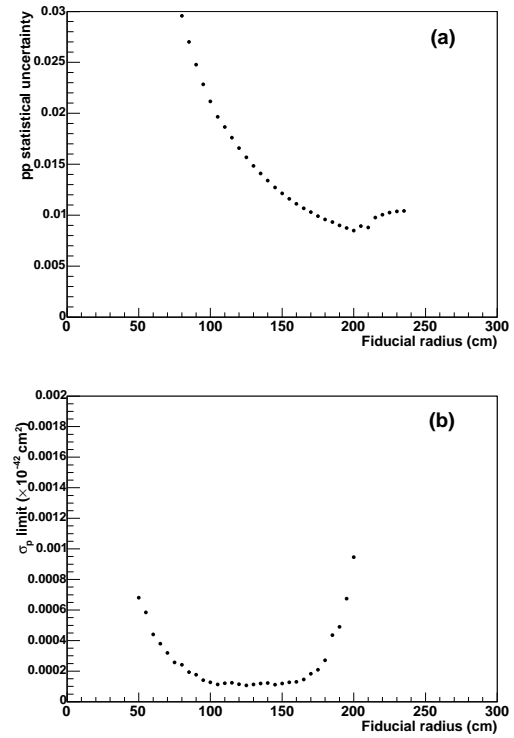 (a)
pp statistical uncertainty
0.03
0.025
0.02
0.015
0.01
0.005
0
0 50 100 150 200 250 300
Fiducial radius (cm)
(b)
σp limit (×10-42 cm2)
0.002
0.0018
0.0016
0.0014
0.0012
0.001
0.0008
0.0006
0.0004
0.0002
0
0 50 100 150 200 250 300
Fiducial radius (cm)